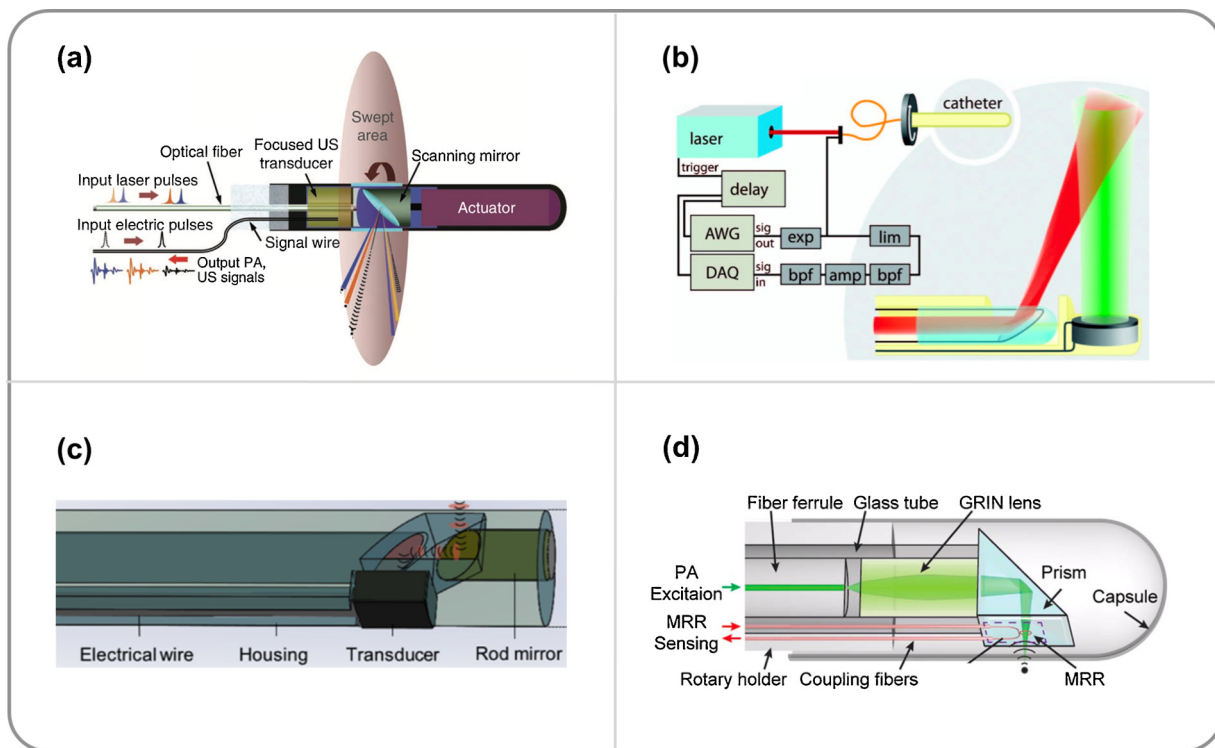 (a)
Swept
area
Focused US
transducer
Scanning mirror
Optical fiber
Input laser pulses
Actuator
Input electric pulses
Signal wire
Output PA,
US signals
(b)
catheter
laser
trigger
delay
AWG
sig
out
exp
lim
DAQ
sig
in
bpf
amp
bpf
(c)
Electrical wire
Housing
Transducer
Rod mirror
(d)
Fiber ferrule
Glass tube
GRIN lens
PA
Excitaion
Prism
Capsule
MRR
Sensing
Rotary holder
Coupling fibers
MRR